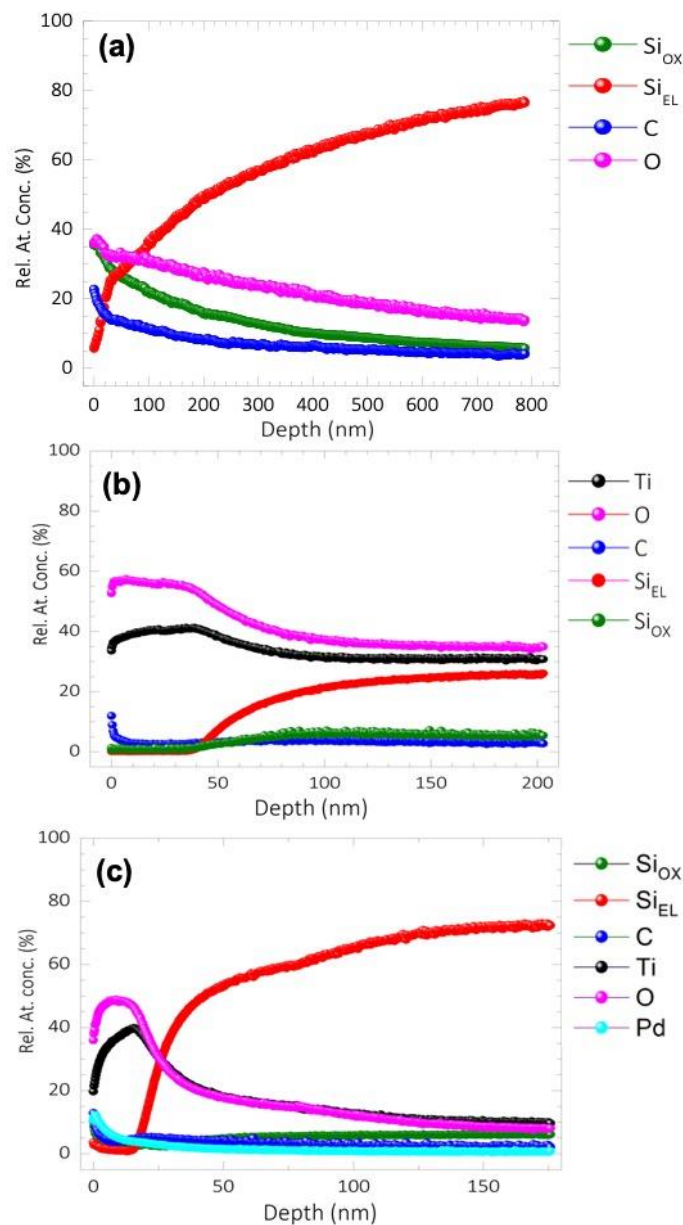 (a)
Rel. At. Conc. (%)
100
80
60
40
20
0
0 100 200 300 400 500 600 700 800
Depth (nm)
Si_OX
Si_EL
C
O
(b)
Rel. At. Conc. (%)
100
80
60
40
20
0
0 50 100 150 200
Depth (nm)
Ti
O
C
Si_EL
Si_OX
(c)
Rel. At. conc. (%)
100
80
60
40
20
0
0 50 100 150
Depth (nm)
Si_OX
Si_EL
C
Ti
O
Pd